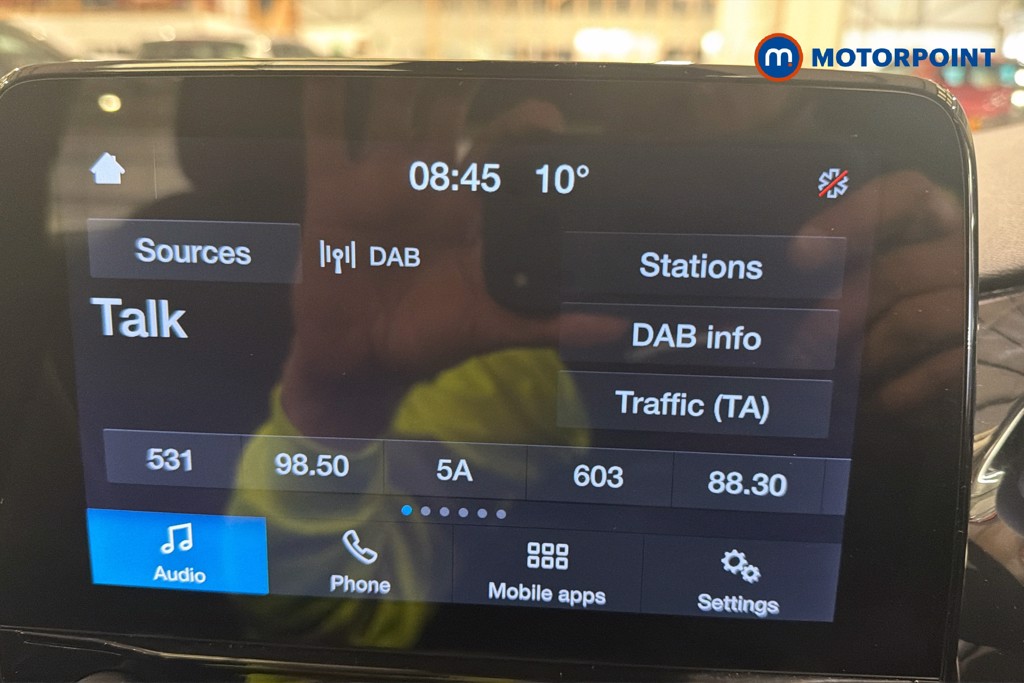 m MOTORPOINT
08:45 10°
Sources DAB Stations
Talk
DAB info
Traffic (TA)
531 98.50 5A 603 88.30
Audio Phone Mobile apps Settings